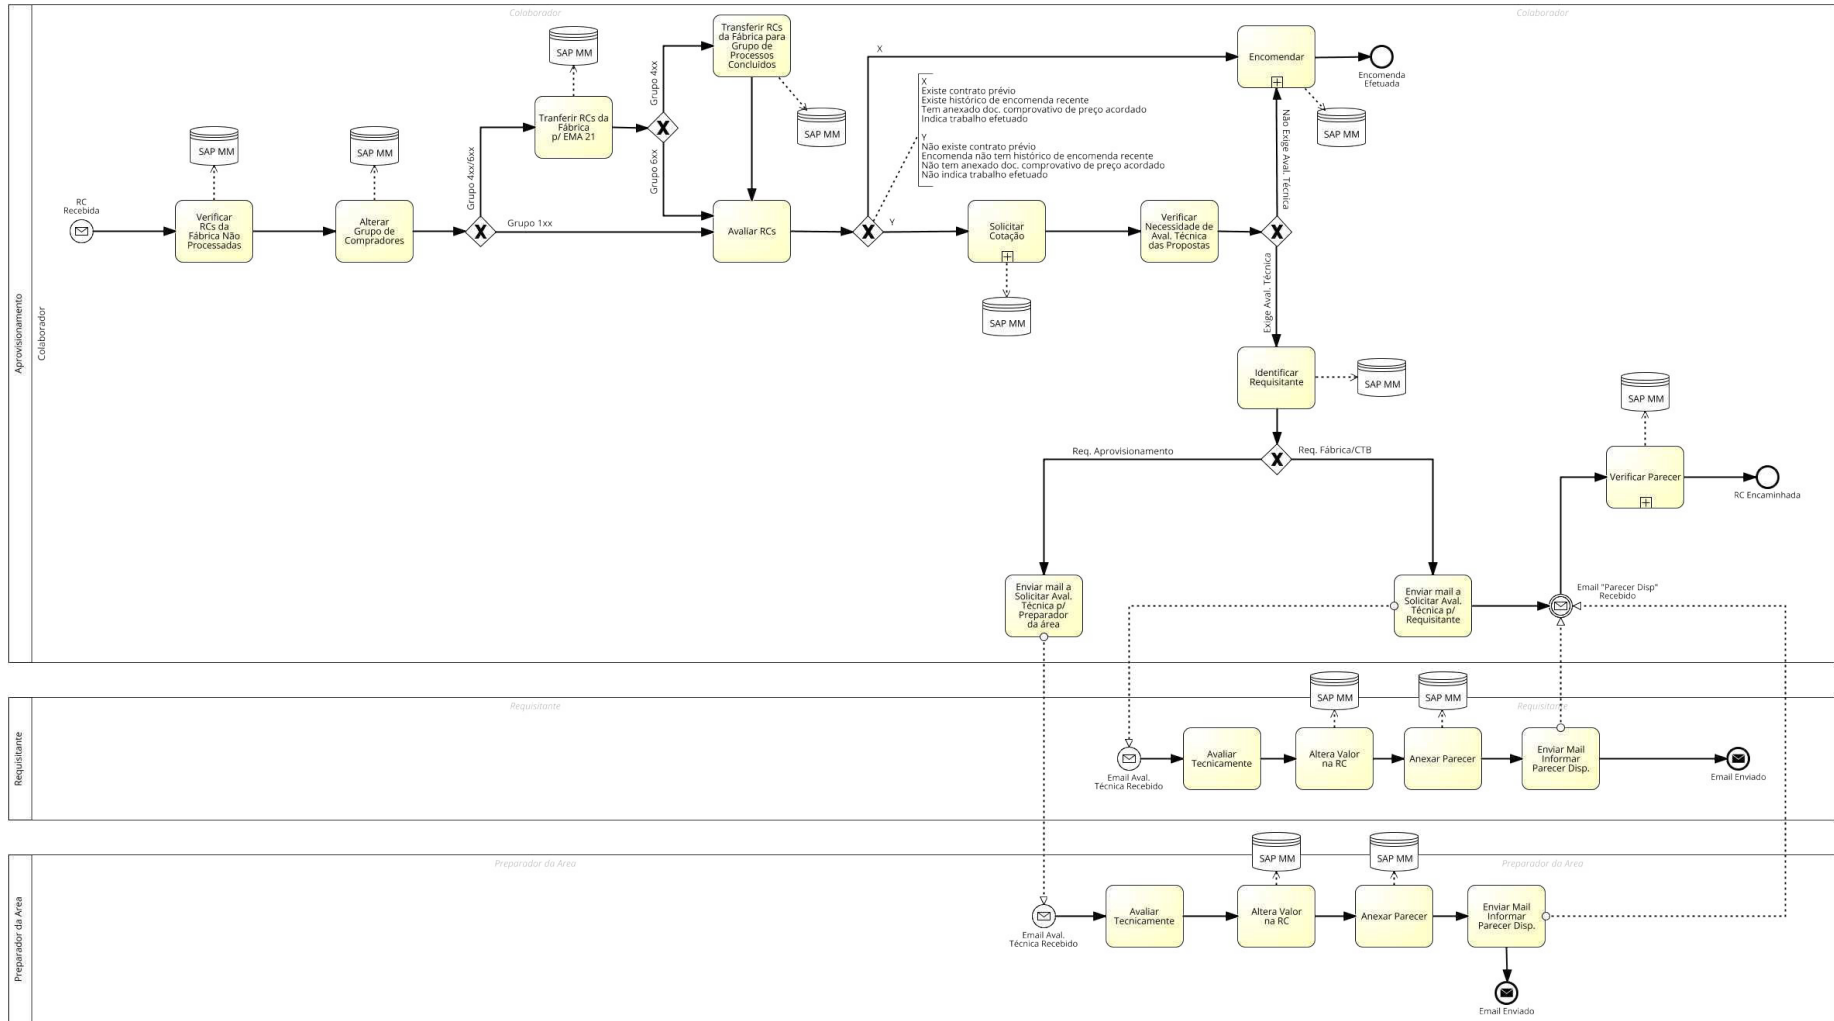 Colaborador
Colaborador
Aprovisionamento
Colaborador
RC
Recebida
SAP MM
Verificar
RCs da
Fábrica Não
Processadas
SAP MM
Alterar
Grupo de
Compradores
Grupo 4xx/6xx
Grupo 1xx
SAP MM
Tranferir RCs da
Fábrica
p/ EMA 21
Grupo 4xx
Grupo 6xx
Transferir RCs
da Fábrica para
Grupo de
Processos
Concluídos
SAP MM
Avaliar RCs
X
Y
X
Existe contrato prévio
Existe histórico de encomenda recente
Tem anexado doc. comprovativo de preço acordado
Indica trabalho efetuado
Y
Não existe contrato prévio
Encomenda não tem histórico de encomenda recente
Não tem anexado doc. comprovativo de preço acordado
Não indica trabalho efetuado
Encomendar
SAP MM
Encomenda
Efetuada
Solicitar
Cotação
SAP MM
Verificar
Necessidade de
Aval. Técnica
das Propostas
Não Exige Aval. Técnica
Exige Aval. Técnica
Identificar
Requisitante
SAP MM
Req. Aprovisionamento
Req. Fábrica/CTB
SAP MM
Verificar Parecer
RC Encaminhada
Enviar mail a
Solicitar Aval.
Técnica p/
Preparador
da área
Enviar mail a
Solicitar Aval.
Técnica p/
Requisitante
Email "Parecer Disp"
Recebido
Requisitante
Requisitante
Requisitante
SAP MM
SAP MM
Email Aval.
Técnica Recebido
Avaliar
Tecnicamente
Altera Valor
na RC
Anexar Parecer
Enviar Mail
Informar
Parecer Disp.
Email Enviado
Preparador da Area
Preparador da Area
Preparador da Area
SAP MM
SAP MM
Email Aval.
Técnica Recebido
Avaliar
Tecnicamente
Altera Valor
na RC
Anexar Parecer
Enviar Mail
Informar
Parecer Disp.
Email Enviado